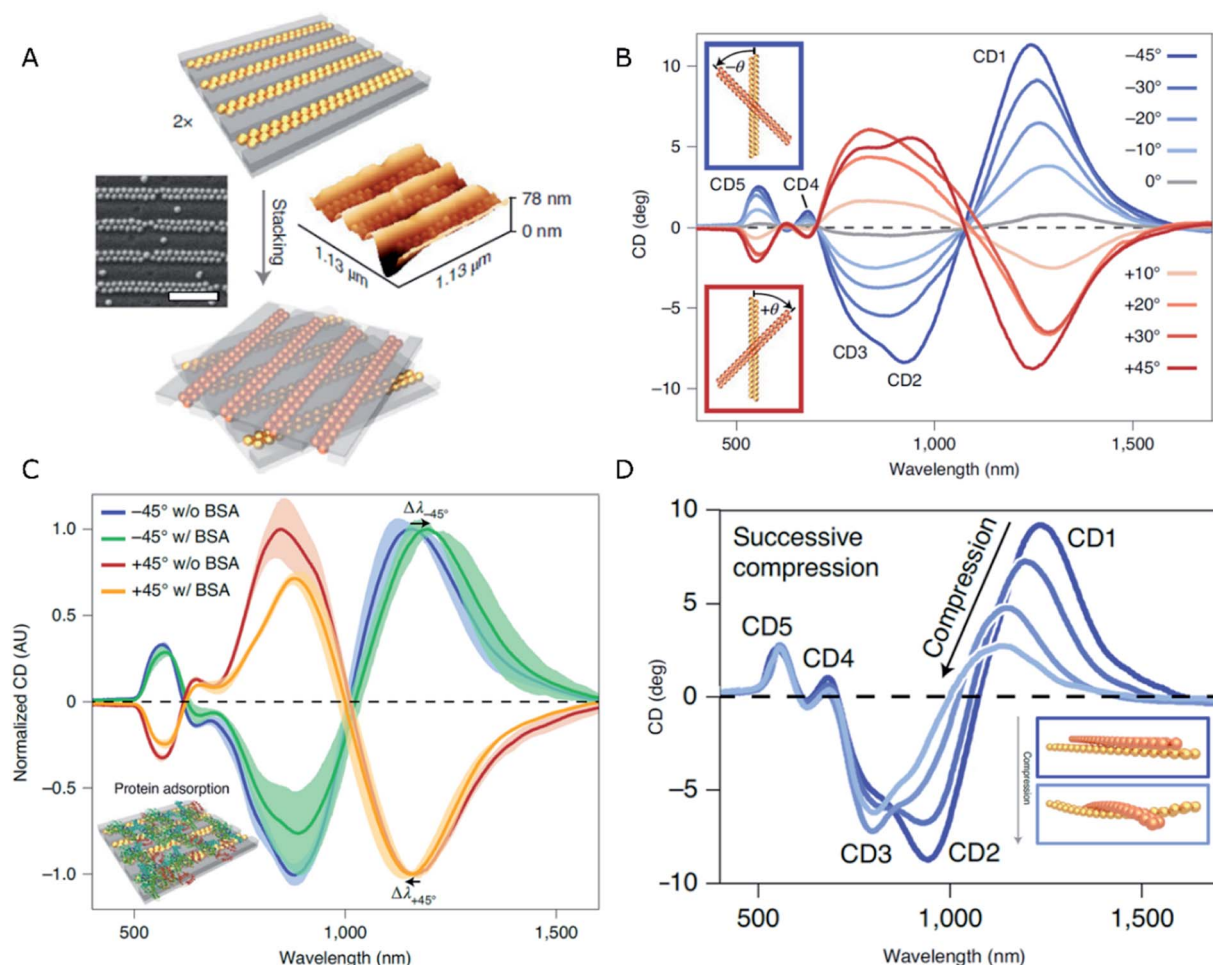 A
2×
Stacking
78 nm
0 nm
1.13 μm
1.13 μm
B
CD (deg)
10
5
0
−5
−10
−θ
+θ
CD1
CD5
CD4
CD3
CD2
−45°
−30°
−20°
−10°
0°
+10°
+20°
+30°
+45°
500
1,000
1,500
Wavelength (nm)
C
−45° w/o BSA
−45° w/ BSA
+45° w/o BSA
+45° w/ BSA
Δλ−45°
Normalized CD (AU)
1.0
0.5
0
−0.5
−1.0
Protein adsorption
Δλ+45°
500
1,000
1,500
Wavelength (nm)
D
10
5
0
−5
−10
CD (deg)
Successive
compression
Compression
CD1
CD5
CD4
CD3
CD2
Compression
500
1,000
1,500
Wavelength (nm)